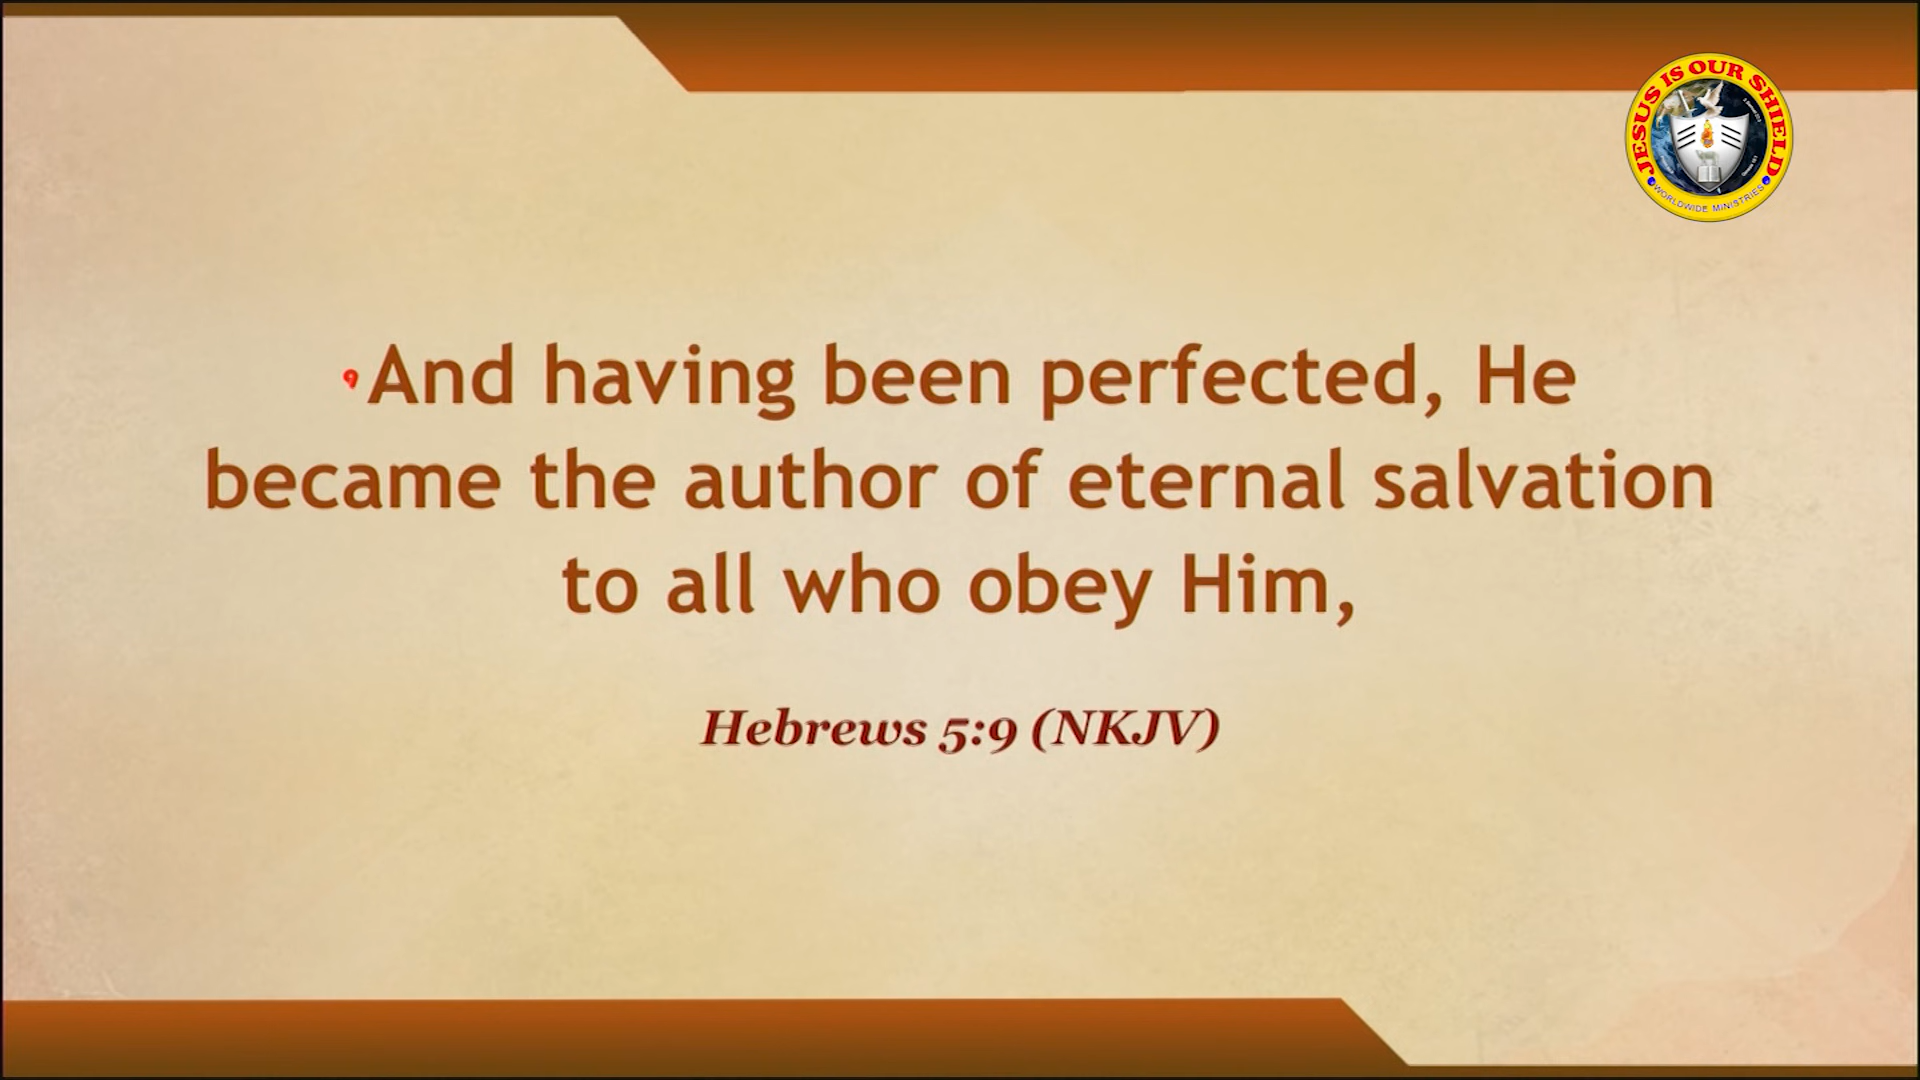 JESUS IS OUR SHIELD
WORLDWIDE MINISTRIES
9 And having been perfected, He
became the author of eternal salvation
to all who obey Him,
Hebrews 5:9 (NKJV)